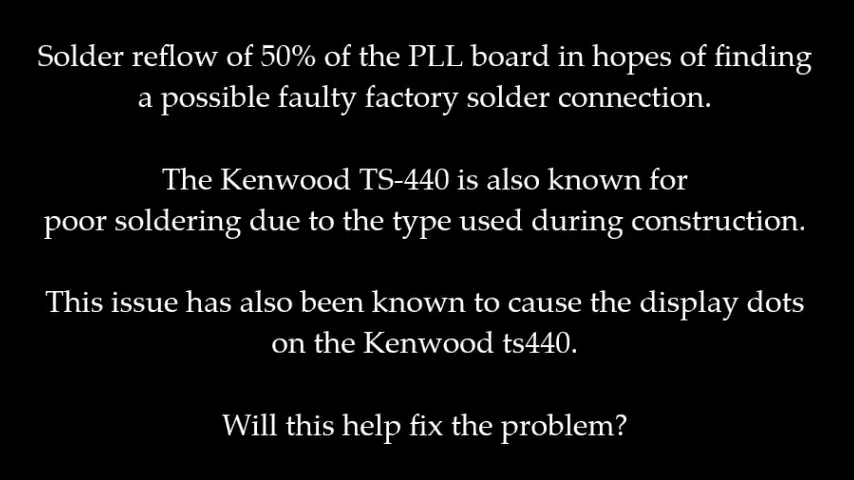 Solder reflow of 50% of the PLL board in hopes of finding
a possible faulty factory solder connection.
The Kenwood TS-440 is also known for
poor soldering due to the type used during construction.
This issue has also been known to cause the display dots
on the Kenwood ts440.
Will this help fix the problem?